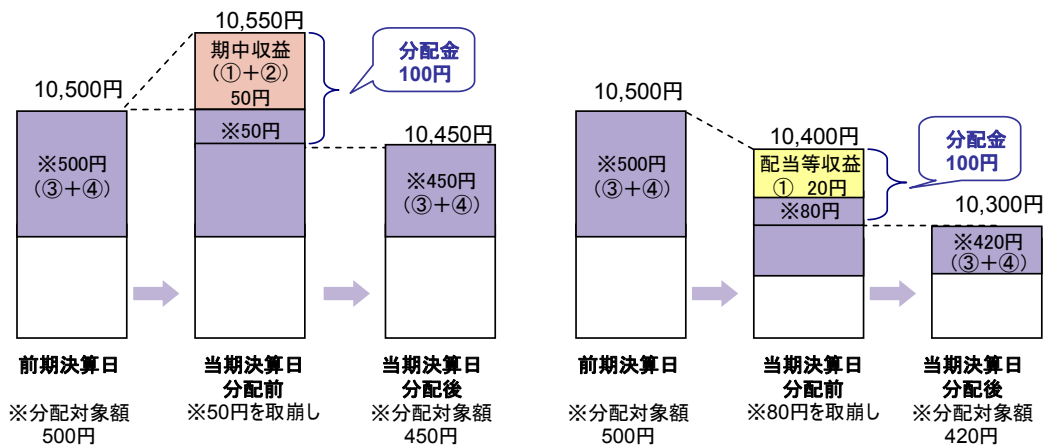 10,550円
期中収益
(①+②)
50円
分配金
100円
10,500円
※50円
10,450円
※500円
(③+④)
※450円
(③+④)
前期決算日
当期決算日
分配前
当期決算日
分配後
※分配対象額
500円
※50円を取崩し
※分配対象額
450円
10,500円
10,400円
分配金
100円
※500円
(③+④)
配当等収益
① 20円
※80円
10,300円
※420円
(③+④)
前期決算日
当期決算日
分配前
当期決算日
分配後
※分配対象額
500円
※80円を取崩し
※分配対象額
420円